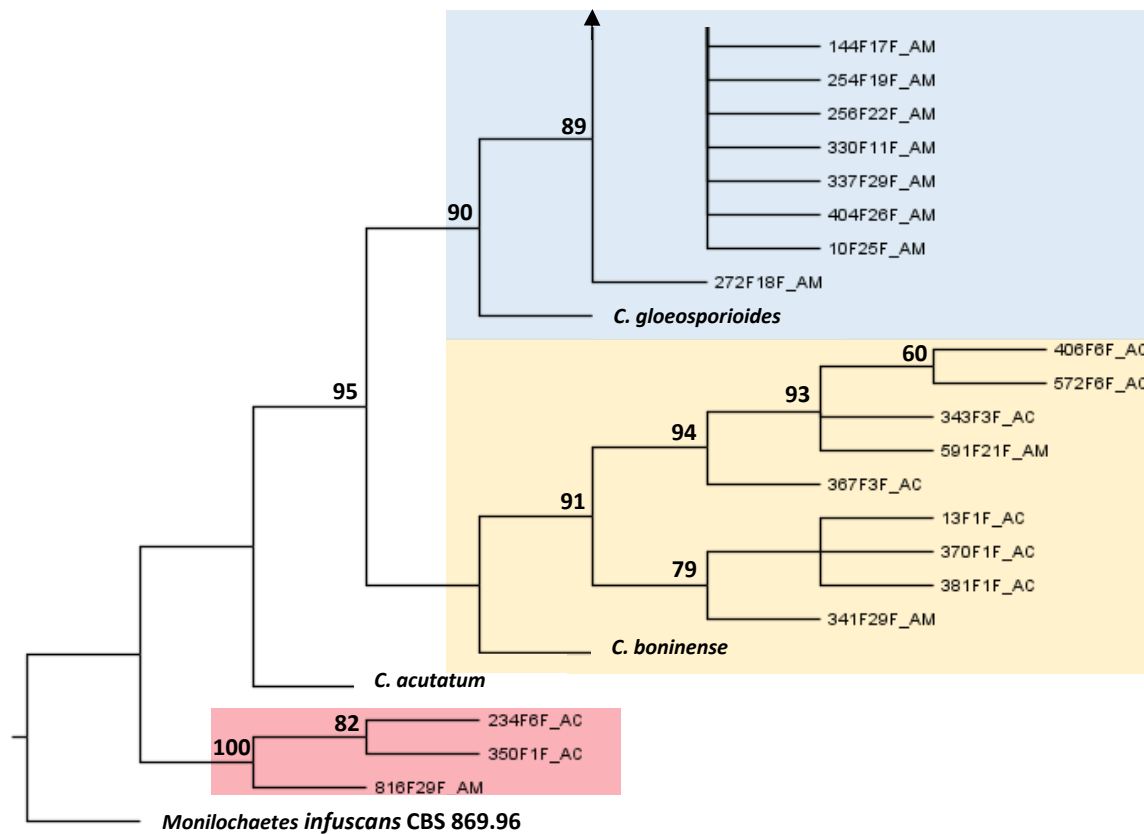 144F17F_AM
254F19F_AM
256F22F_AM
89
330F11F_AM
337F29F_AM
90
404F26F_AM
10F25F_AM
272F18F_AM
C. gloeosporioides
60
406F6F_AC
572F6F_AC
95
93
343F3F_AC
94
591F21F_AM
367F3F_AC
91
13F1F_AC
370F1F_AC
79
381F1F_AC
341F29F_AM
C. boninense
C. acutatum
82
234F6F_AC
100
350F1F_AC
816F29F_AM
Monilochaetes infuscans CBS 869.96